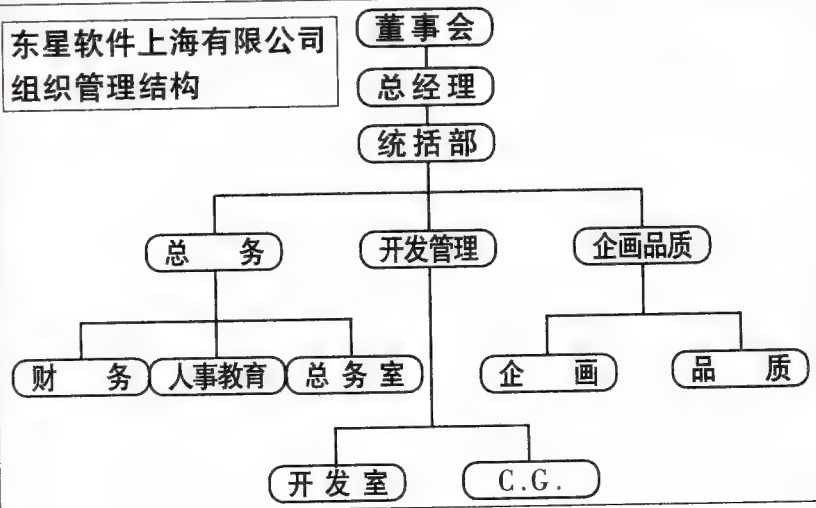 东星软件上海有限公司
组织管理结构
董事会
总经理
统括部
总务
开发管理
企画品质
财务
人事教育
总务室
企画
品质
开发室
C.G.